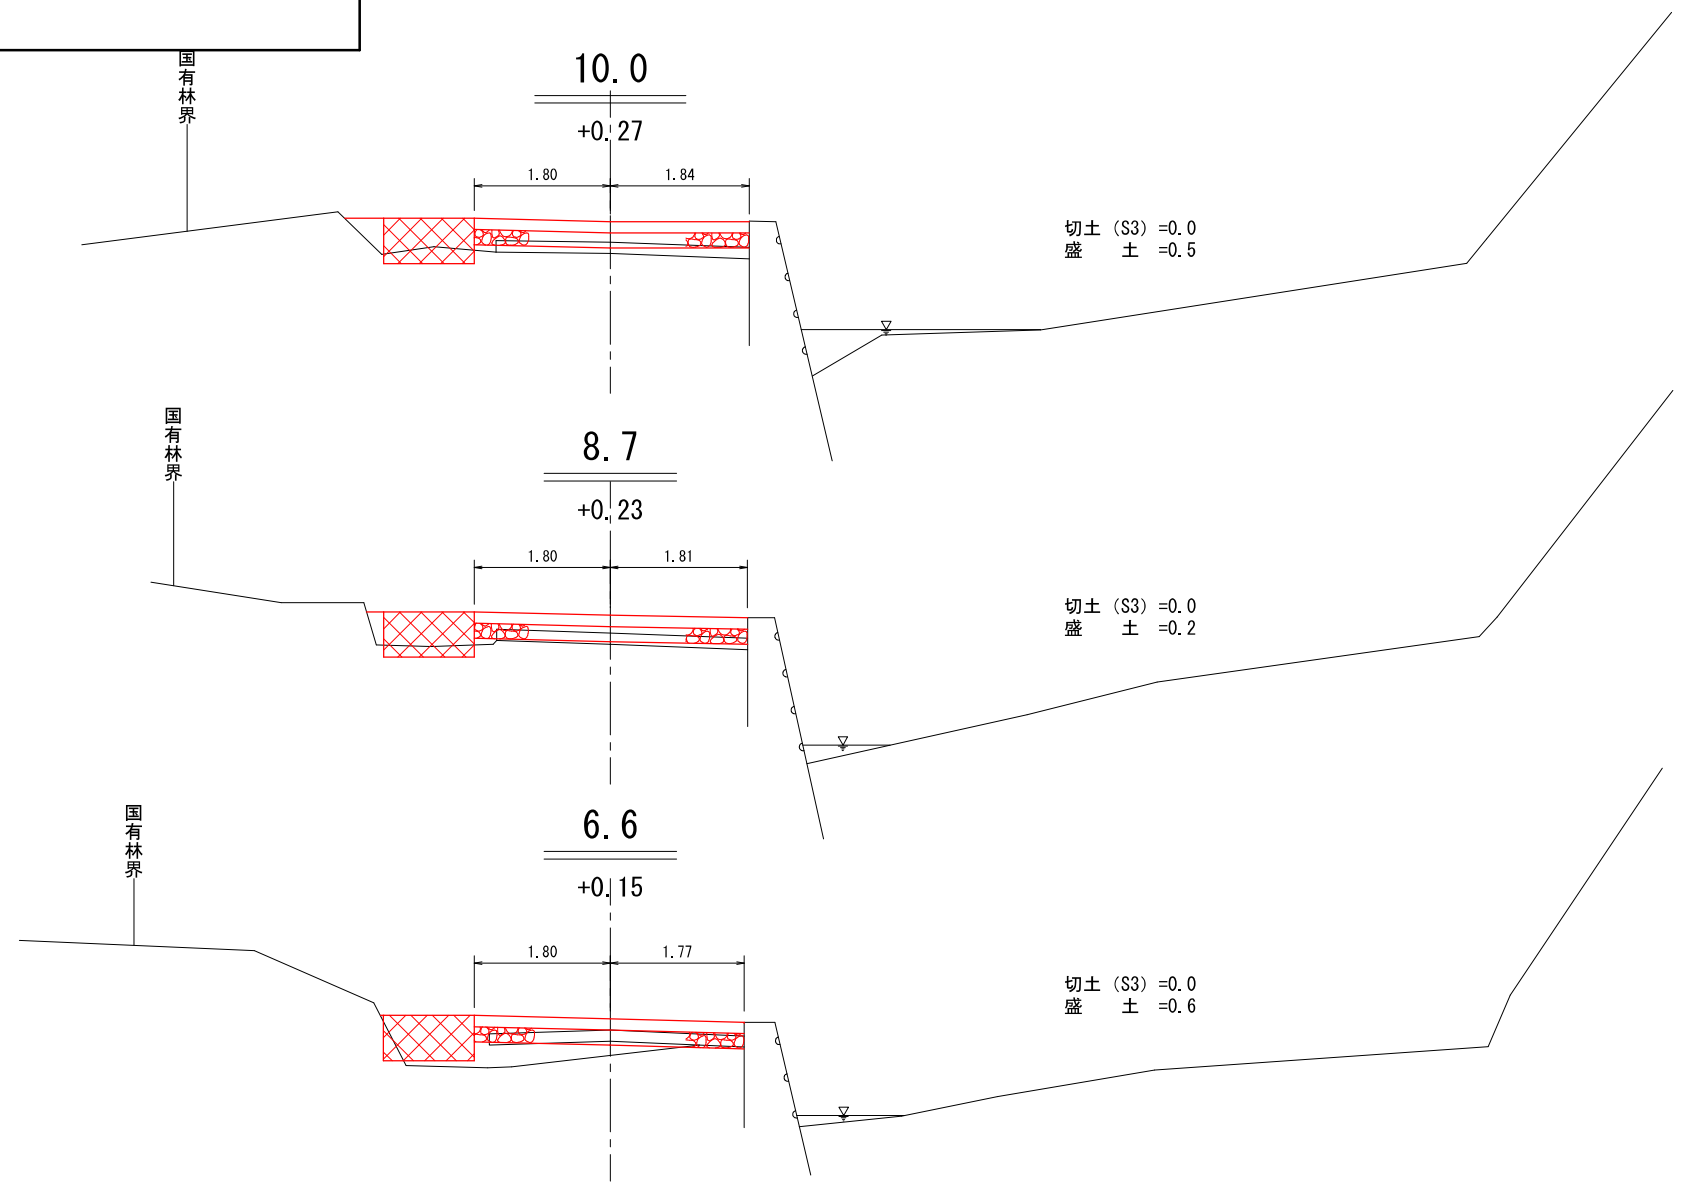 国有林界
10.0
+0.27
1.80 1.84
切土(S3)=0.0
盛　土=0.5
国有林界
8.7
+0.23
1.80 1.81
切土(S3)=0.0
盛　土=0.2
国有林界
6.6
+0.15
1.80 1.77
切土(S3)=0.0
盛　土=0.6